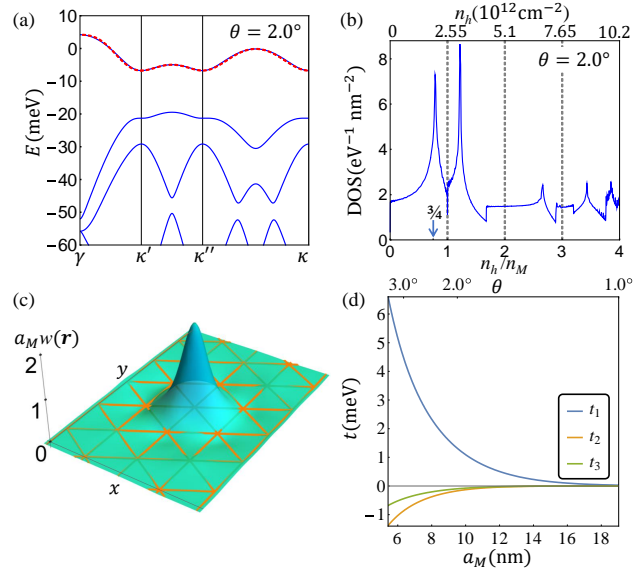 (a)
θ = 2.0°
E(meV)
10
0
−10
−20
−30
−40
−50
−60
γ
κ′
κ′′
κ
(b)
n_h(10^12 cm^-2)
0
2.55
5.1
7.65
10.2
θ = 2.0°
DOS(eV^-1 nm^-2)
8
6
4
2
0
¾
0
1
2
3
4
n_h/n_M
(c)
a_M w(r)
2
1
0
y
x
(d)
θ
3.0°
2.0°
1.0°
t(meV)
6
5
4
3
2
1
0
−1
t_1
t_2
t_3
6
8
10
12
14
16
18
a_M(nm)